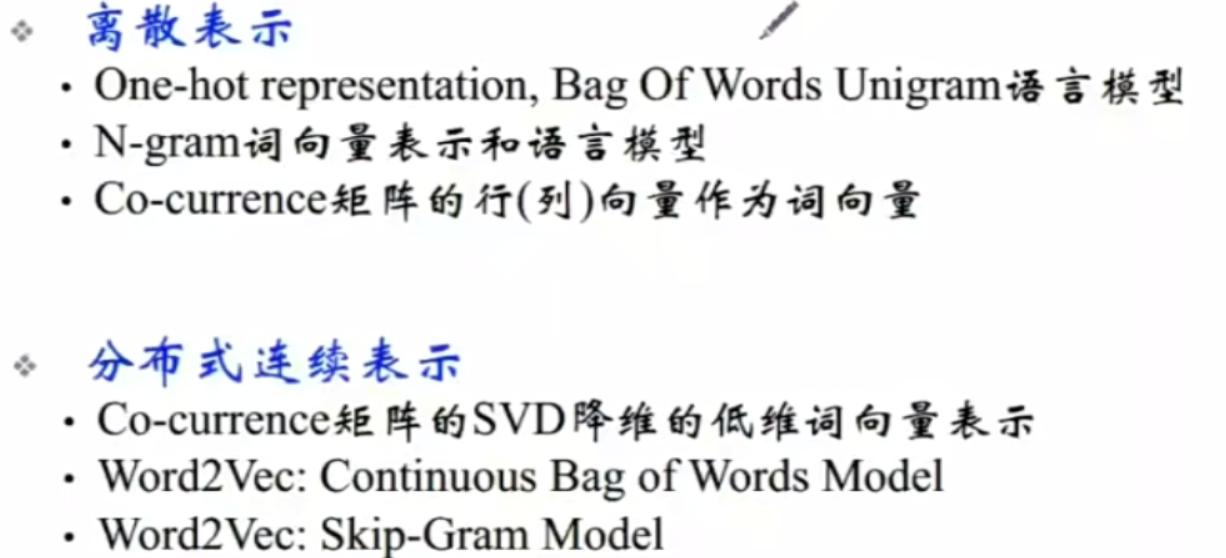 离散表示
One-hot representation, Bag Of Words Unigram语言模型
N-gram词向量表示和语言模型
Co-currence矩阵的行(列)向量作为词向量
分布式连续表示
Co-currence矩阵的SVD降维的低维词向量表示
Word2Vec: Continuous Bag of Words Model
Word2Vec: Skip-Gram Model